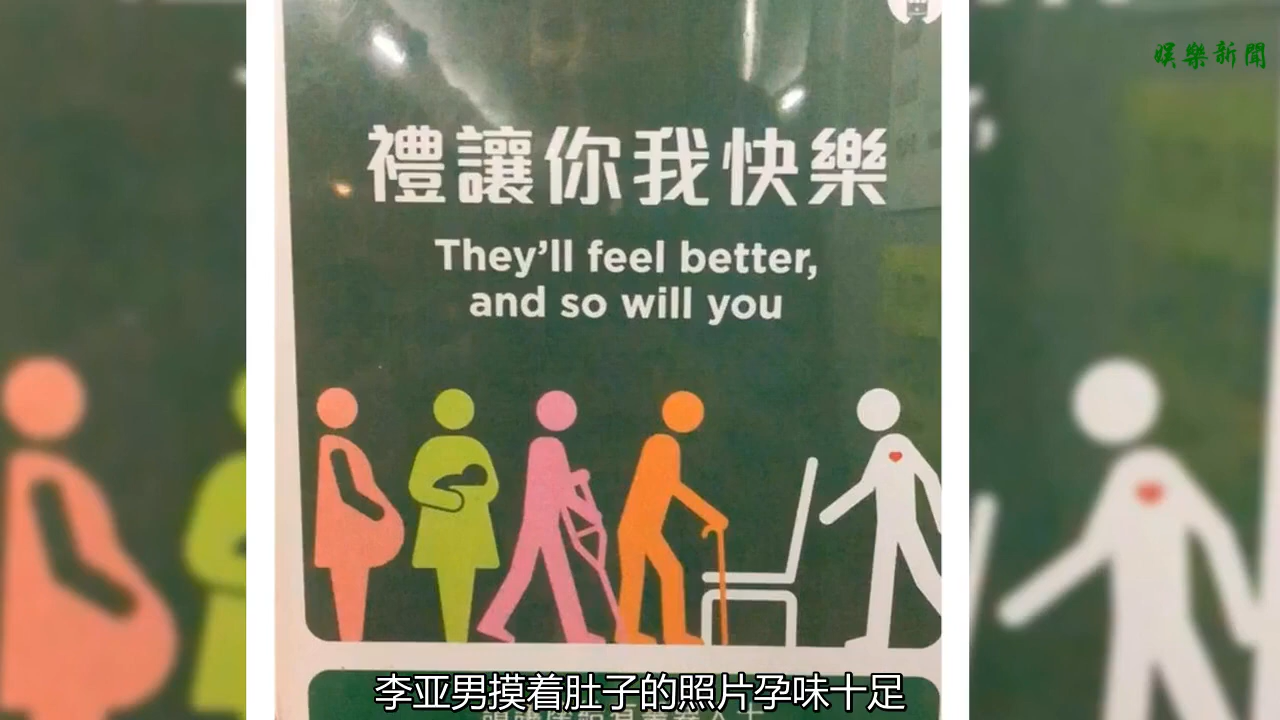 娱樂新聞
禮讓你我快樂
They'll feel better,
and so will you
李亚男摸着肚子的照片孕味十足